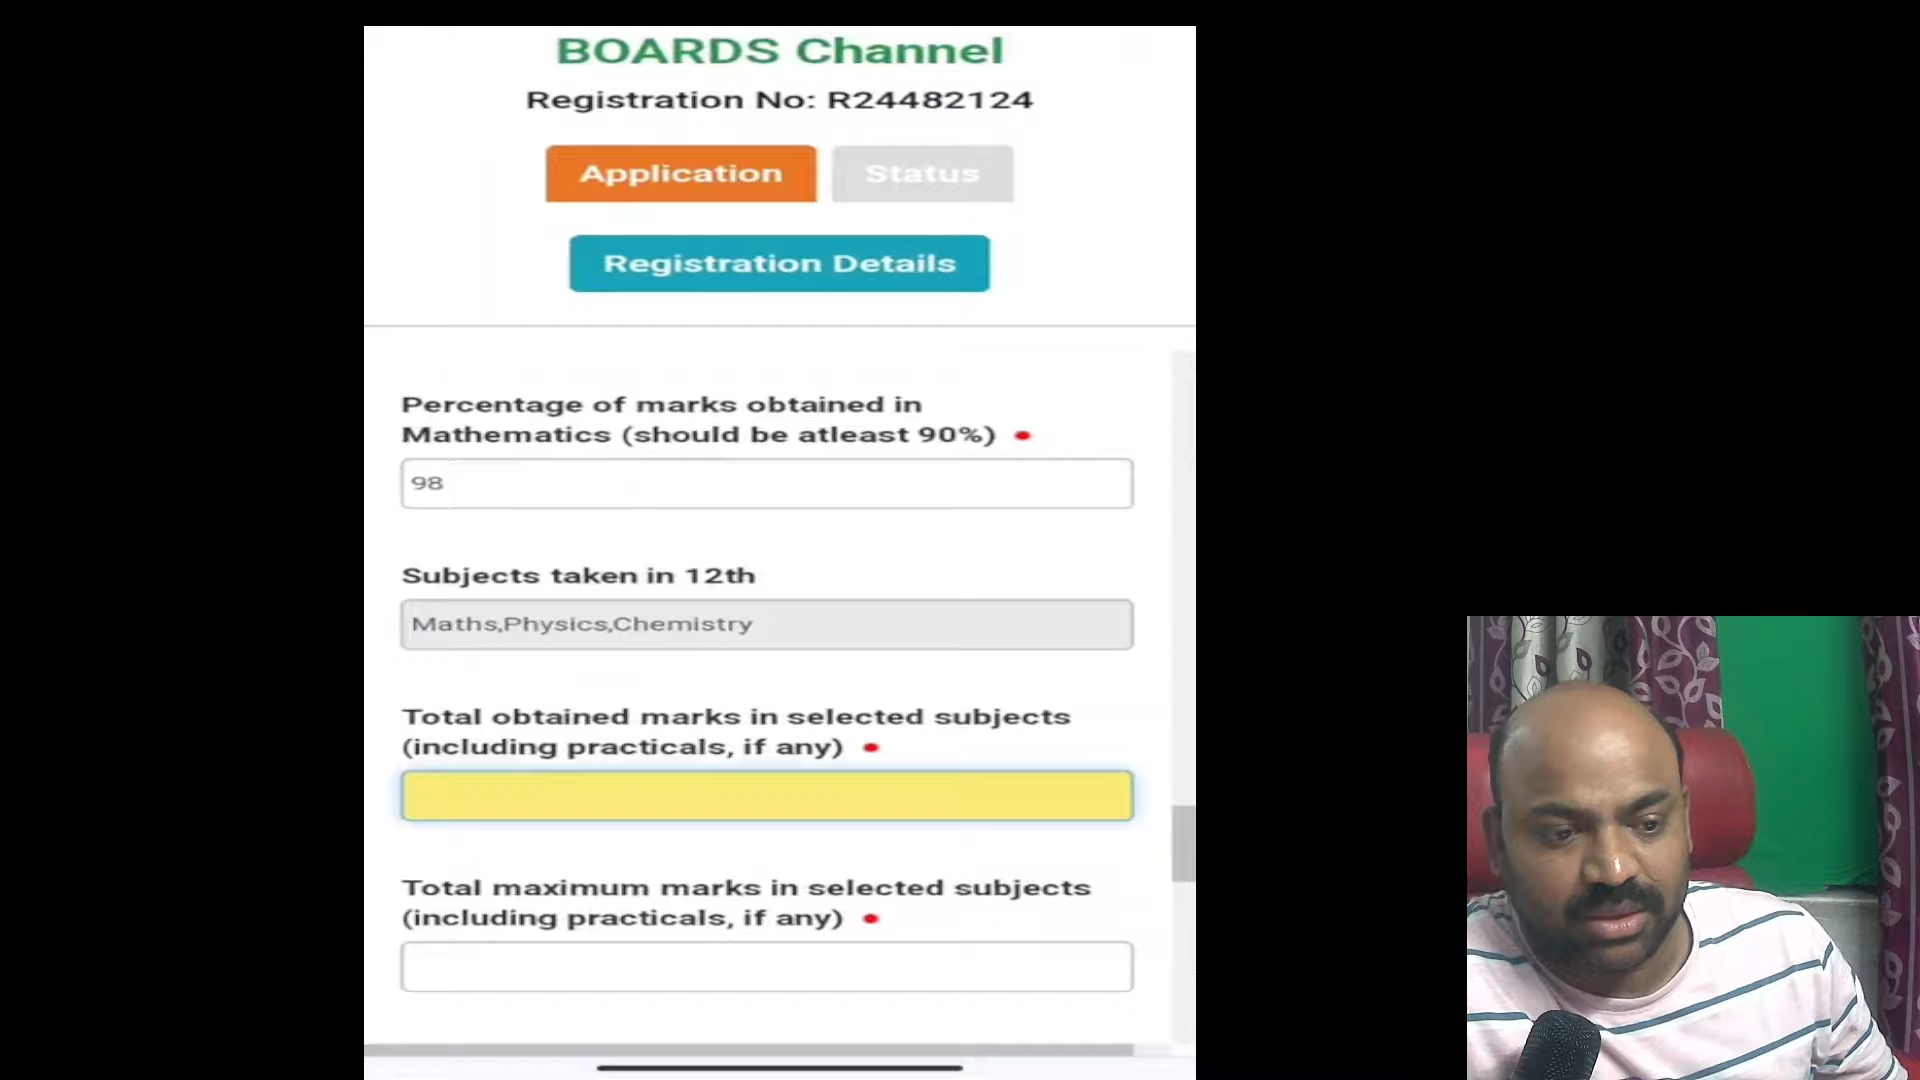 BOARDS Channel
Registration No: R24482124
Application
Status
Registration Details
Percentage of marks obtained in
Mathematics (should be atleast 90%)
98
Subjects taken in 12th
Maths,Physics,Chemistry
Total obtained marks in selected subjects
(including practicals, if any)
Total maximum marks in selected subjects
(including practicals, if any)